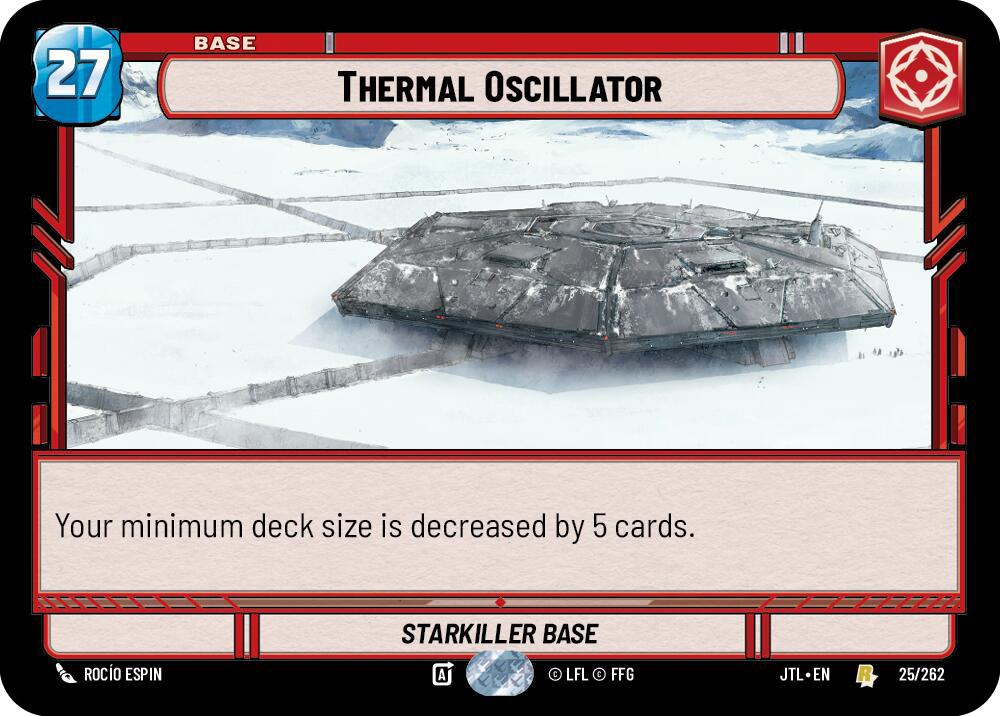 BASE
27
THERMAL OSCILLATOR
Your minimum deck size is decreased by 5 cards.
STARKILLER BASE
ROCÍO ESPIN
A
© LFL © FFG
JTL•EN
R
25/262